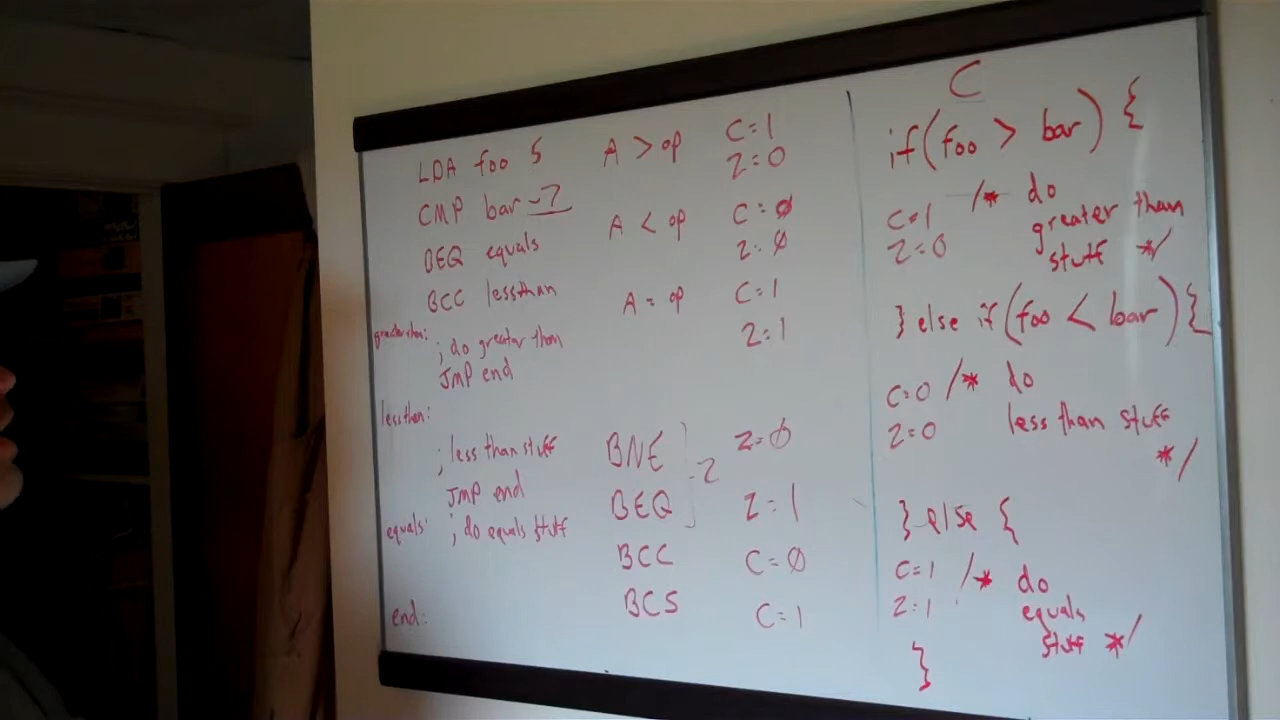 LDA foo 5
CMP bar -7
BEQ equals
BCC lessthan
greaterthan:
; do greater than
JMP end
lessthan:
; less than stuff
JMP end
equals:
; do equals stuff
end:
A > op C=1
Z=0
A < op C=0
Z=0
A = op C=1
Z=1
BNE Z=0
-Z
BEQ Z=1
BCC C=0
BCS C=1
C
if(foo > bar) {
C=1 /* do
Z=0 greater than
stuff */
} else if(foo < bar) {
C=0 /* do
Z=0 less than stuff
*/
} else {
C=1 /* do
Z=1 equals
stuff */
}